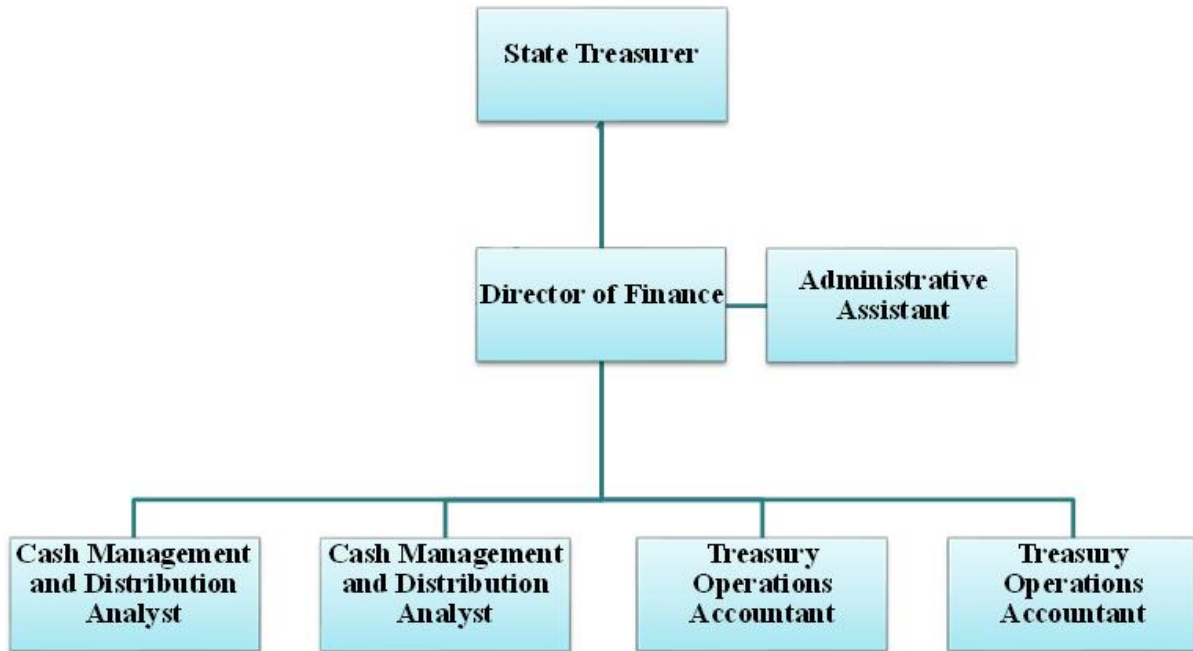 State Treasurer
Director of Finance
Administrative
Assistant
Cash Management
and Distribution
Analyst
Cash Management
and Distribution
Analyst
Treasury
Operations
Accountant
Treasury
Operations
Accountant